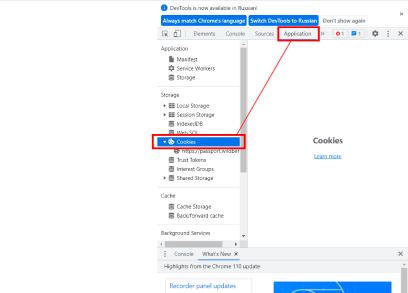 DevTools is now available in Russian!
Always match Chrome's language
Switch DevTools to Russian
Don't show again
Elements
Console
Sources
Application
1
1
Application
Manifest
Service Workers
Storage
Storage
Local Storage
Session Storage
IndexedDB
Web SQL
Cookies
Trust Tokens
Interest Groups
Shared Storage
Cache
Cache Storage
Back/forward cache
Background Services
Cookies
Learn more
Console
What's New
Highlights from the Chrome 110 update
Recorder panel updates